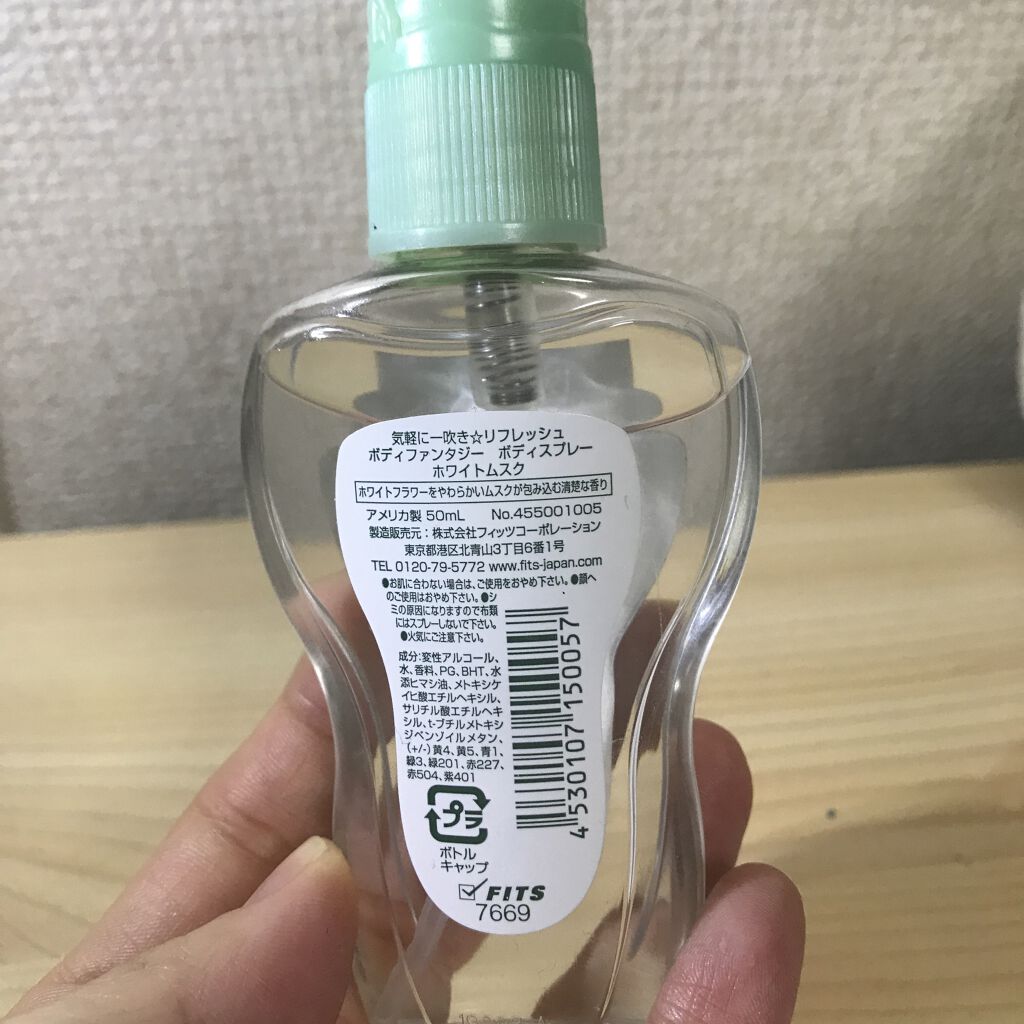 気軽に一吹き☆リフレッシュ
ボディファンタジー ボディスプレー
ホワイトムスク
ホワイトフラワーをやわらかいムスクが包み込む清楚な香り
アメリカ製 50mL No.455001005
製造販売元:株式会社フィッツコーポレーション
東京都港区北青山3丁目6番1号
TEL 0120-79-5772 www.fits-japan.com
●お肌に合わない場合は、ご使用をおやめ下さい。●顔へ
のご使用はおやめ下さい。●シ
ミの原因になりますので布類
にはスプレーしないで下さい。
●火気にご注意下さい。
成分:変性アルコール、
水、香料、PG、BHT、水
添ヒマシ油、メトキシケ
イヒ酸エチルヘキシル、
サリチル酸エチルヘキ
シル、t-ブチルメトキシ
ジベンゾイルメタン、
(+/-)黄4、黄5、青1、
緑3、緑201、赤227、
赤504、紫401
4 530107 150057
プラ
ボトル
キャップ
FITS
7669